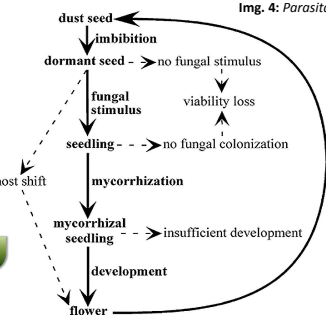 Img. 4: Parasita
dust seed
imbibition
dormant seed
no fungal stimulus
fungal
stimulus
viability loss
seedling
no fungal colonization
ost shift
mycorrhization
mycorrhizal
seedling
insufficient development
development
flower